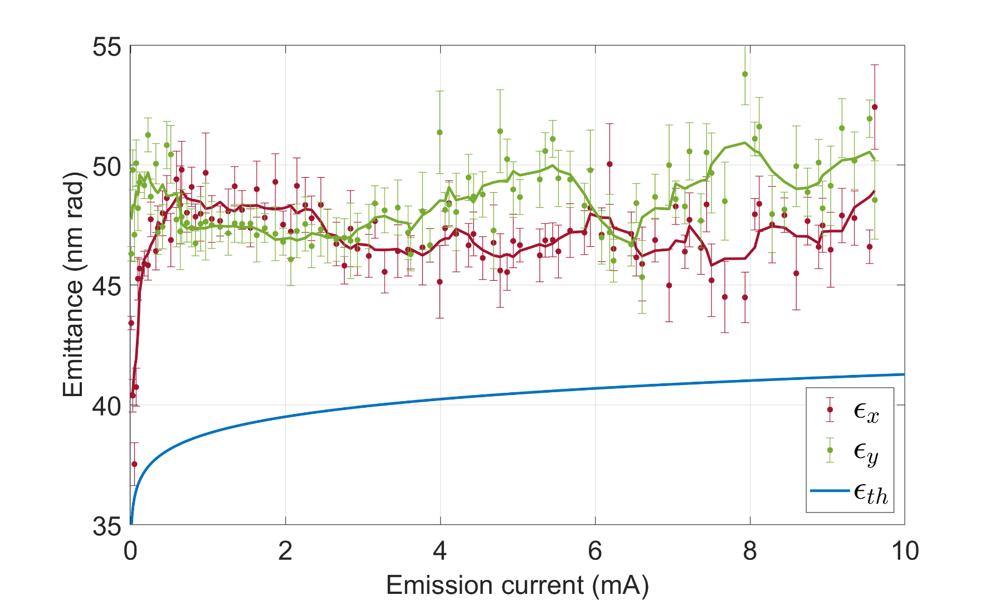 55
50
45
40
35
0 2 4 6 8 10
Emittance (nm rad)
Emission current (mA)
ϵx
ϵy
ϵth